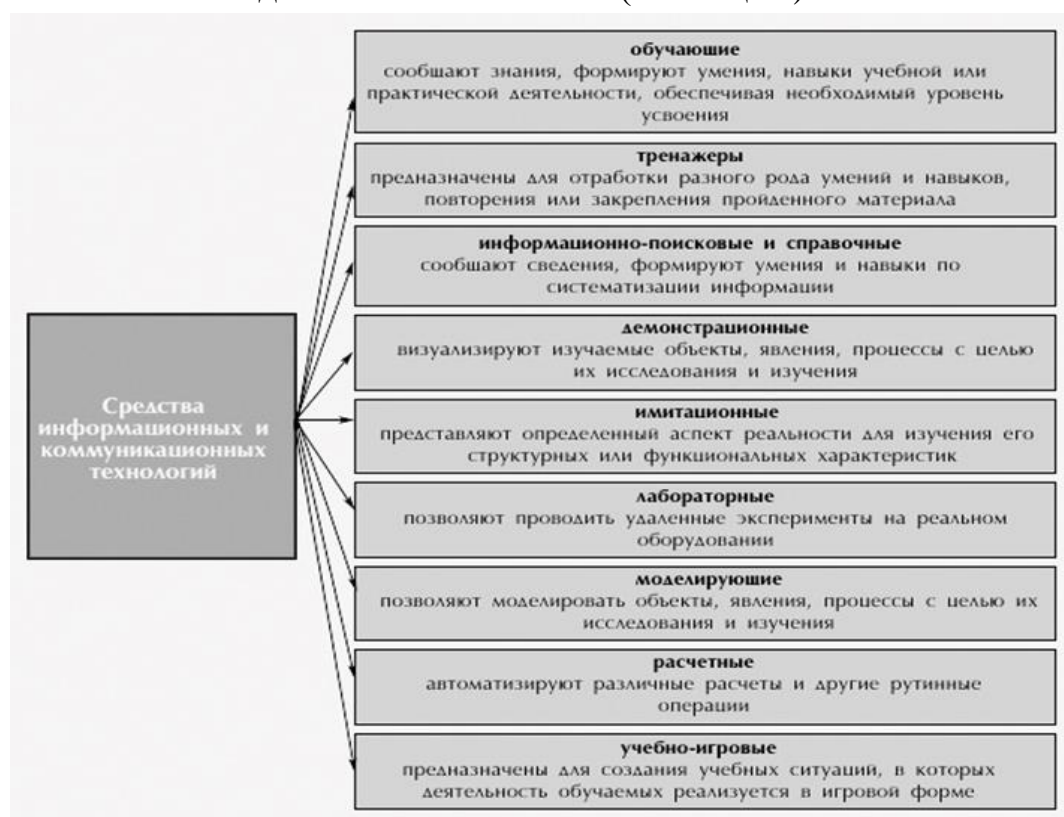 обучающие
сообщают знания, формируют умения, навыки учебной или
практической деятельности, обеспечивая необходимый уровень
усвоения
тренажеры
предназначены для отработки разного рода умений и навыков,
повторения или закрепления пройденного материала
информационно-поисковые и справочные
сообщают сведения, формируют умения и навыки по
систематизации информации
демонстрационные
визуализируют изучаемые объекты, явления, процессы с целью
их исследования и изучения
Средства
информационных и
коммуникационных
технологий
имитационные
представляют определенный аспект реальности для изучения его
структурных или функциональных характеристик
лабораторные
позволяют проводить удаленные эксперименты на реальном
оборудовании
моделирующие
позволяют моделировать объекты, явления, процессы с целью их
исследования и изучения
расчетные
автоматизируют различные расчеты и другие рутинные
операции
учебно-игровые
предназначены для создания учебных ситуаций, в которых
деятельность обучаемых реализуется в игровой форме